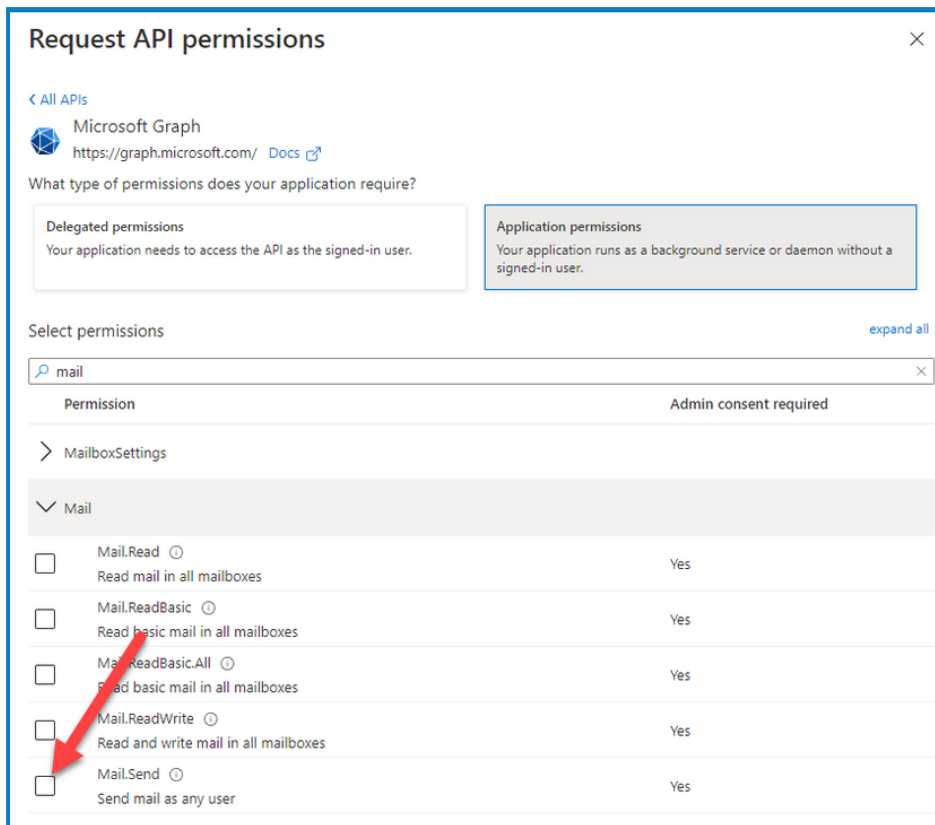 Request API permissions
All APIs
Microsoft Graph
https://graph.microsoft.com/ Docs
What type of permissions does your application require?
Delegated permissions
Your application needs to access the API as the signed-in user.
Application permissions
Your application runs as a background service or daemon without a
signed-in user.
Select permissions
expand all
mail
Permission Admin consent required
MailboxSettings
Mail
Mail.Read
Read mail in all mailboxes
Yes
Mail.ReadBasic
Read basic mail in all mailboxes
Yes
Mail.ReadBasic.All
Read basic mail in all mailboxes
Yes
Mail.ReadWrite
Read and write mail in all mailboxes
Yes
Mail.Send
Send mail as any user
Yes